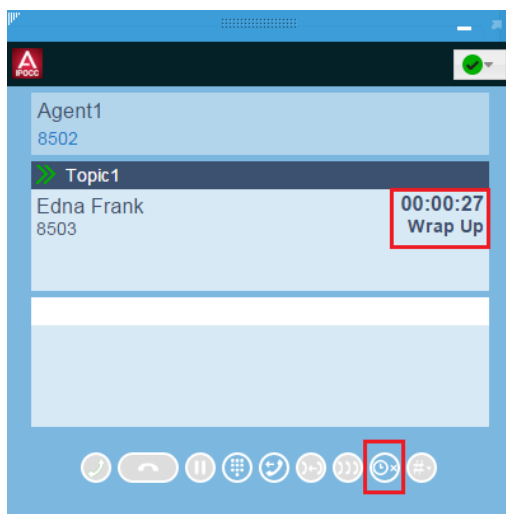 IPOCC
Agent1
8502
Topic1
Edna Frank
00:00:27
8503
Wrap Up